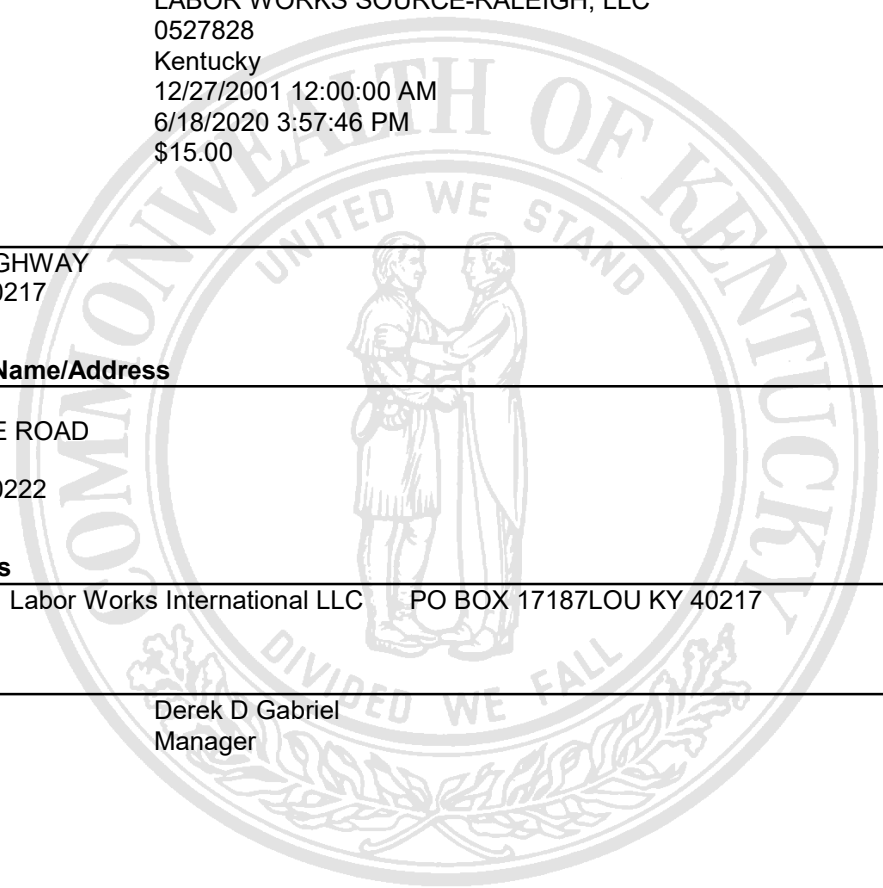 LABOR WORKS SOURCE-RALEIGH, LLC
0527828
Kentucky
12/27/2001 12:00:00 AM
6/18/2020 3:57:46 PM
$15.00
GHWAY
0217
Name/Address
E ROAD
0222
s
Labor Works International LLC PO BOX 17187LOU KY 40217
Derek D Gabriel
Manager
COMMONWEALTH OF KENTUCKY
UNITED WE STAND
DIVIDED WE FALL